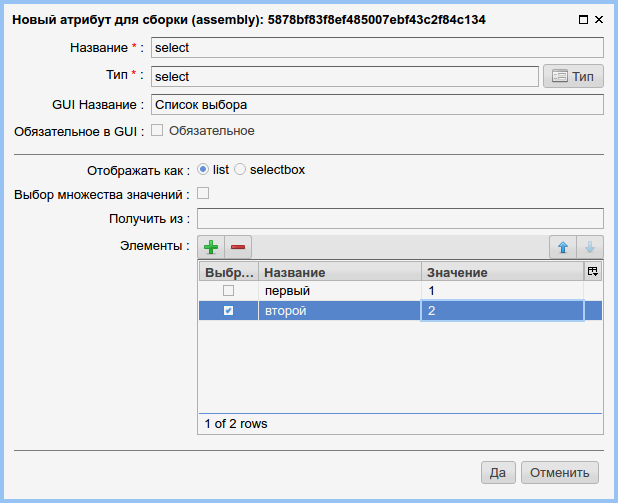 Новый атрибут для сборки (assembly): 5878bf83f8ef485007ebf43c2f84c134
Название * : select
Тип * : select Тип
GUI Название : Список выбора
Обязательное в GUI : Обязательное
Отображать как : list selectbox
Выбор множества значений :
Получить из :
Элементы :
Выбр... Название Значение
первый 1
второй 2
1 of 2 rows
Да Отменить